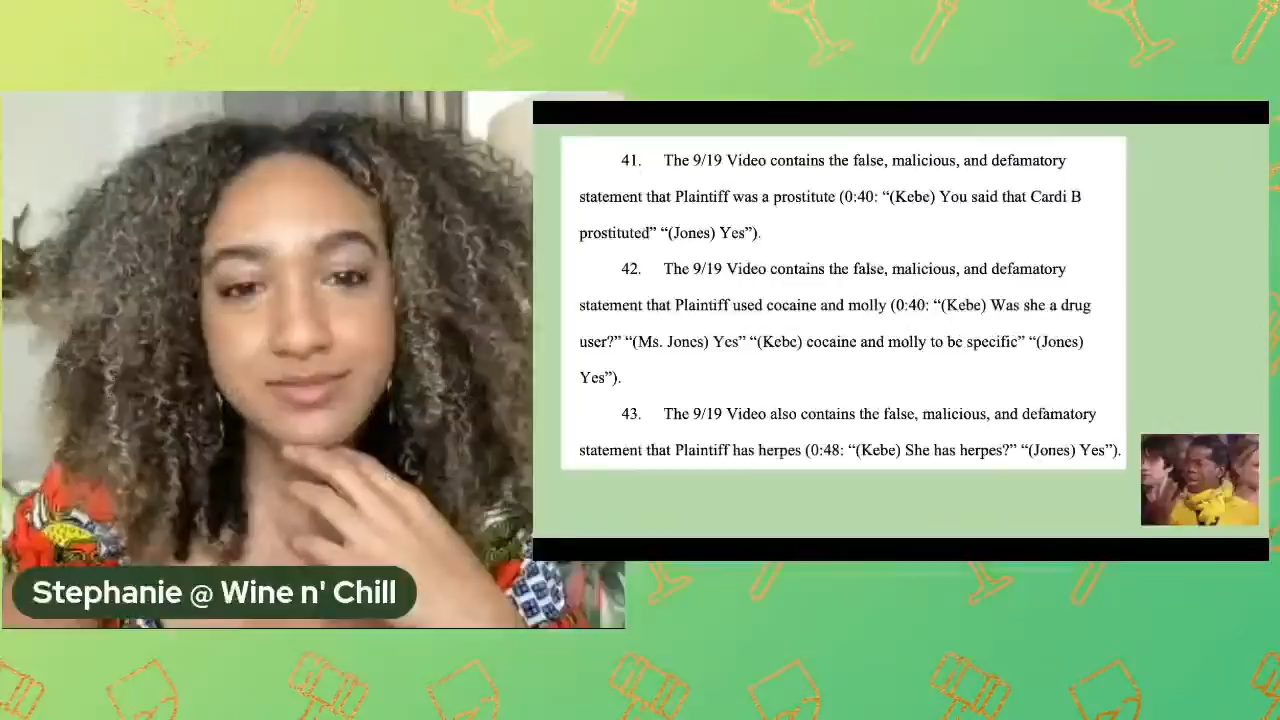 41. The 9/19 Video contains the false, malicious, and defamatory
statement that Plaintiff was a prostitute (0:40: “(Kebe) You said that Cardi B
prostituted” “(Jones) Yes”).
42. The 9/19 Video contains the false, malicious, and defamatory
statement that Plaintiff used cocaine and molly (0:40: “(Kebe) Was she a drug
user?” “(Ms. Jones) Yes” “(Kebe) cocaine and molly to be specific” “(Jones)
Yes”).
43. The 9/19 Video also contains the false, malicious, and defamatory
statement that Plaintiff has herpes (0:48: “(Kebe) She has herpes?” “(Jones) Yes”).
Stephanie @ Wine n' Chill